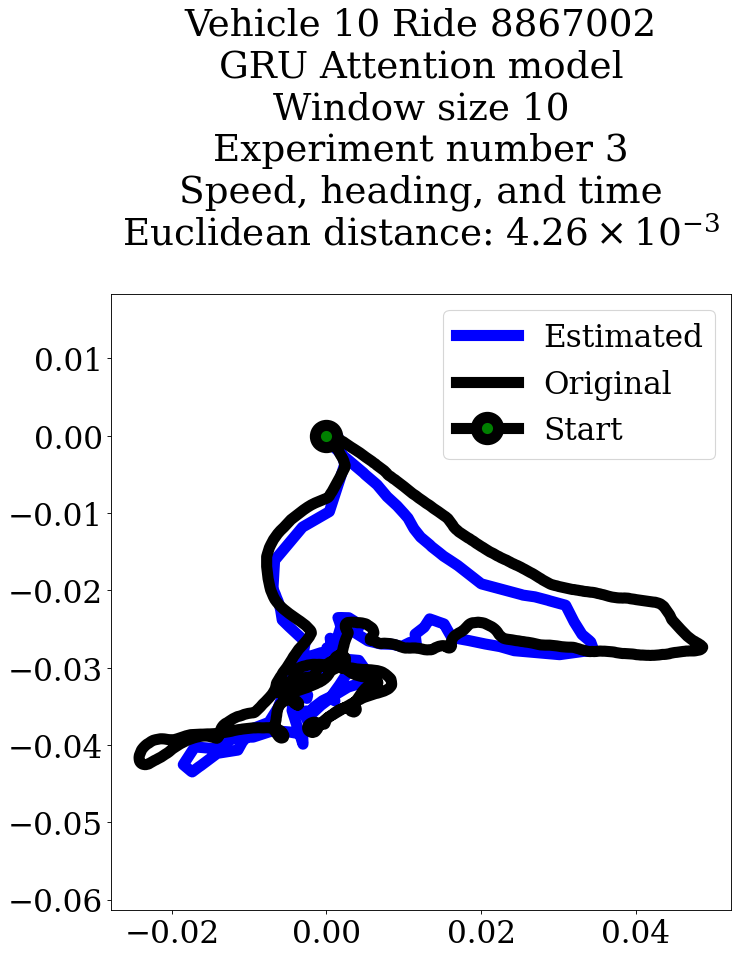 Vehicle 10 Ride 8867002
GRU Attention model
Window size 10
Experiment number 3
Speed, heading, and time
Euclidean distance: 4.26 × 10⁻³
Estimated
Original
Start
0.01
0.00
−0.01
−0.02
−0.03
−0.04
−0.05
−0.06
−0.02 0.00 0.02 0.04